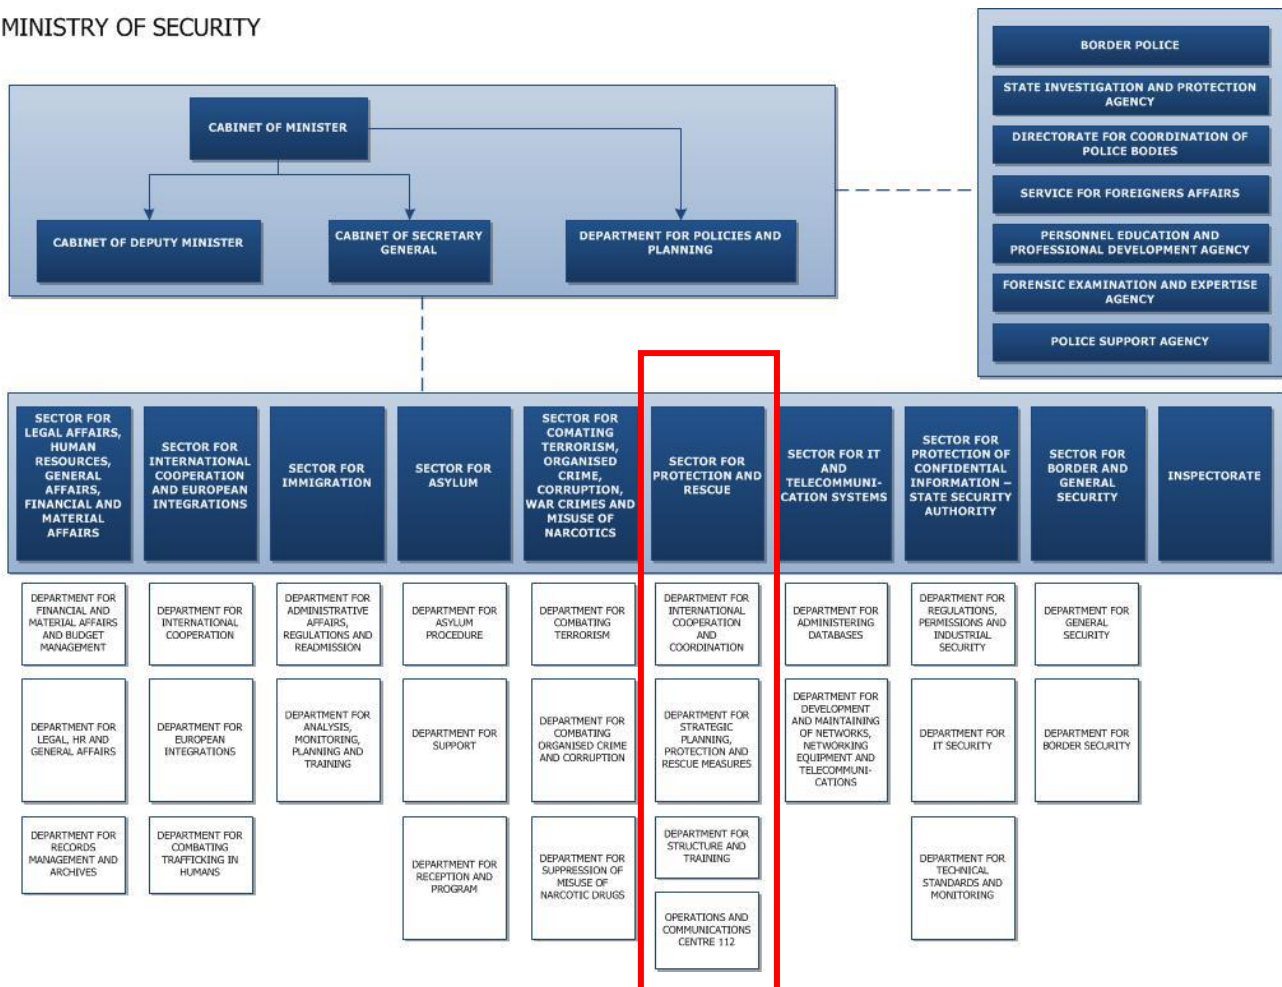 MINISTRY OF SECURITY
BORDER POLICE
STATE INVESTIGATION AND PROTECTION
AGENCY
DIRECTORATE FOR COORDINATION OF
POLICE BODIES
SERVICE FOR FOREIGNERS AFFAIRS
PERSONNEL EDUCATION AND
PROFESSIONAL DEVELOPMENT AGENCY
FORENSIC EXAMINATION AND EXPERTISE
AGENCY
POLICE SUPPORT AGENCY
CABINET OF MINISTER
CABINET OF DEPUTY MINISTER
CABINET OF SECRETARY
GENERAL
DEPARTMENT FOR POLICIES AND
PLANNING
SECTOR FOR
LEGAL AFFAIRS,
HUMAN
RESOURCES,
GENERAL
AFFAIRS,
FINANCIAL AND
MATERIAL
AFFAIRS
SECTOR FOR
INTERNATIONAL
COOPERATION
AND EUROPEAN
INTEGRATIONS
SECTOR FOR
IMMIGRATION
SECTOR FOR
ASYLUM
SECTOR FOR
COMATING
TERRORISM,
ORGANISED
CRIME,
CORRUPTION,
WAR CRIMES AND
MISUSE OF
NARCOTICS
SECTOR FOR
PROTECTION AND
RESCUE
SECTOR FOR IT
AND
TELECOMMUNI-
CATION SYSTEMS
SECTOR FOR
PROTECTION OF
CONFIDENTIAL
INFORMATION –
STATE SECURITY
AUTHORITY
SECTOR FOR
BORDER AND
GENERAL
SECURITY
INSPECTORATE
DEPARTMENT FOR
FINANCIAL AND
MATERIAL AFFAIRS
AND BUDGET
MANAGEMENT
DEPARTMENT FOR
INTERNATIONAL
COOPERATION
DEPARTMENT FOR
ADMINISTRATIVE
AFFAIRS,
REGULATIONS AND
READMISSION
DEPARTMENT FOR
ASYLUM
PROCEDURE
DEPARTMENT FOR
COMBATING
TERRORISM
DEPARTMENT FOR
INTERNATIONAL
COOPERATION
AND
COORDINATION
DEPARTMENT FOR
ADMINISTERING
DATABASES
DEPARTMENT FOR
REGULATIONS,
PERMISSIONS AND
INDUSTRIAL
SECURITY
DEPARTMENT FOR
GENERAL
SECURITY
DEPARTMENT FOR
LEGAL, HR AND
GENERAL AFFAIRS
DEPARTMENT FOR
EUROPEAN
INTEGRATIONS
DEPARTMENT FOR
ANALYSIS,
MONITORING,
PLANNING AND
TRAINING
DEPARTMENT FOR
SUPPORT
DEPARTMENT FOR
COMBATING
ORGANISED CRIME
AND CORRUPTION
DEPARTMENT FOR
STRATEGIC
PLANNING,
PROTECTION AND
RESCUE MEASURES
DEPARTMENT FOR
DEVELOPMENT
AND MAINTAINING
OF NETWORKS,
NETWORKING
EQUIPMENT AND
TELECOMMUNI-
CATIONS
DEPARTMENT FOR
IT SECURITY
DEPARTMENT FOR
BORDER SECURITY
DEPARTMENT FOR
RECORDS
MANAGEMENT AND
ARCHIVES
DEPARTMENT FOR
COMBATING
TRAFFICKING IN
HUMANS
DEPARTMENT FOR
RECEPTION AND
PROGRAM
DEPARTMENT FOR
SUPPRESSION OF
MISUSE OF
NARCOTIC DRUGS
DEPARTMENT FOR
STRUCTURE AND
TRAINING
OPERATIONS AND
COMMUNICATIONS
CENTRE 112
DEPARTMENT FOR
TECHNICAL
STANDARDS AND
MONITORING